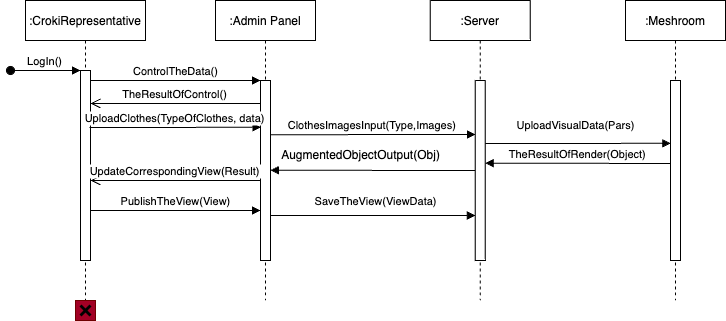 :CrokiRepresentative
:Admin Panel
:Server
:Meshroom
LogIn()
ControlTheData()
TheResultOfControl()
UploadClothes(TypeOfClothes, data)
ClothesImagesInput(Type,Images)
UploadVisualData(Pars)
TheResultOfRender(Object)
AugmentedObjectOutput(Obj)
UpdateCorrespondingView(Result)
PublishTheView(View)
SaveTheView(ViewData)